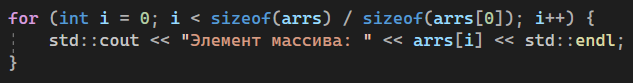 for (int i = 0; i < sizeof(arrs) / sizeof(arrs[0]); i++) {
    std::cout << "Элемент массива: " << arrs[i] << std::endl;
}